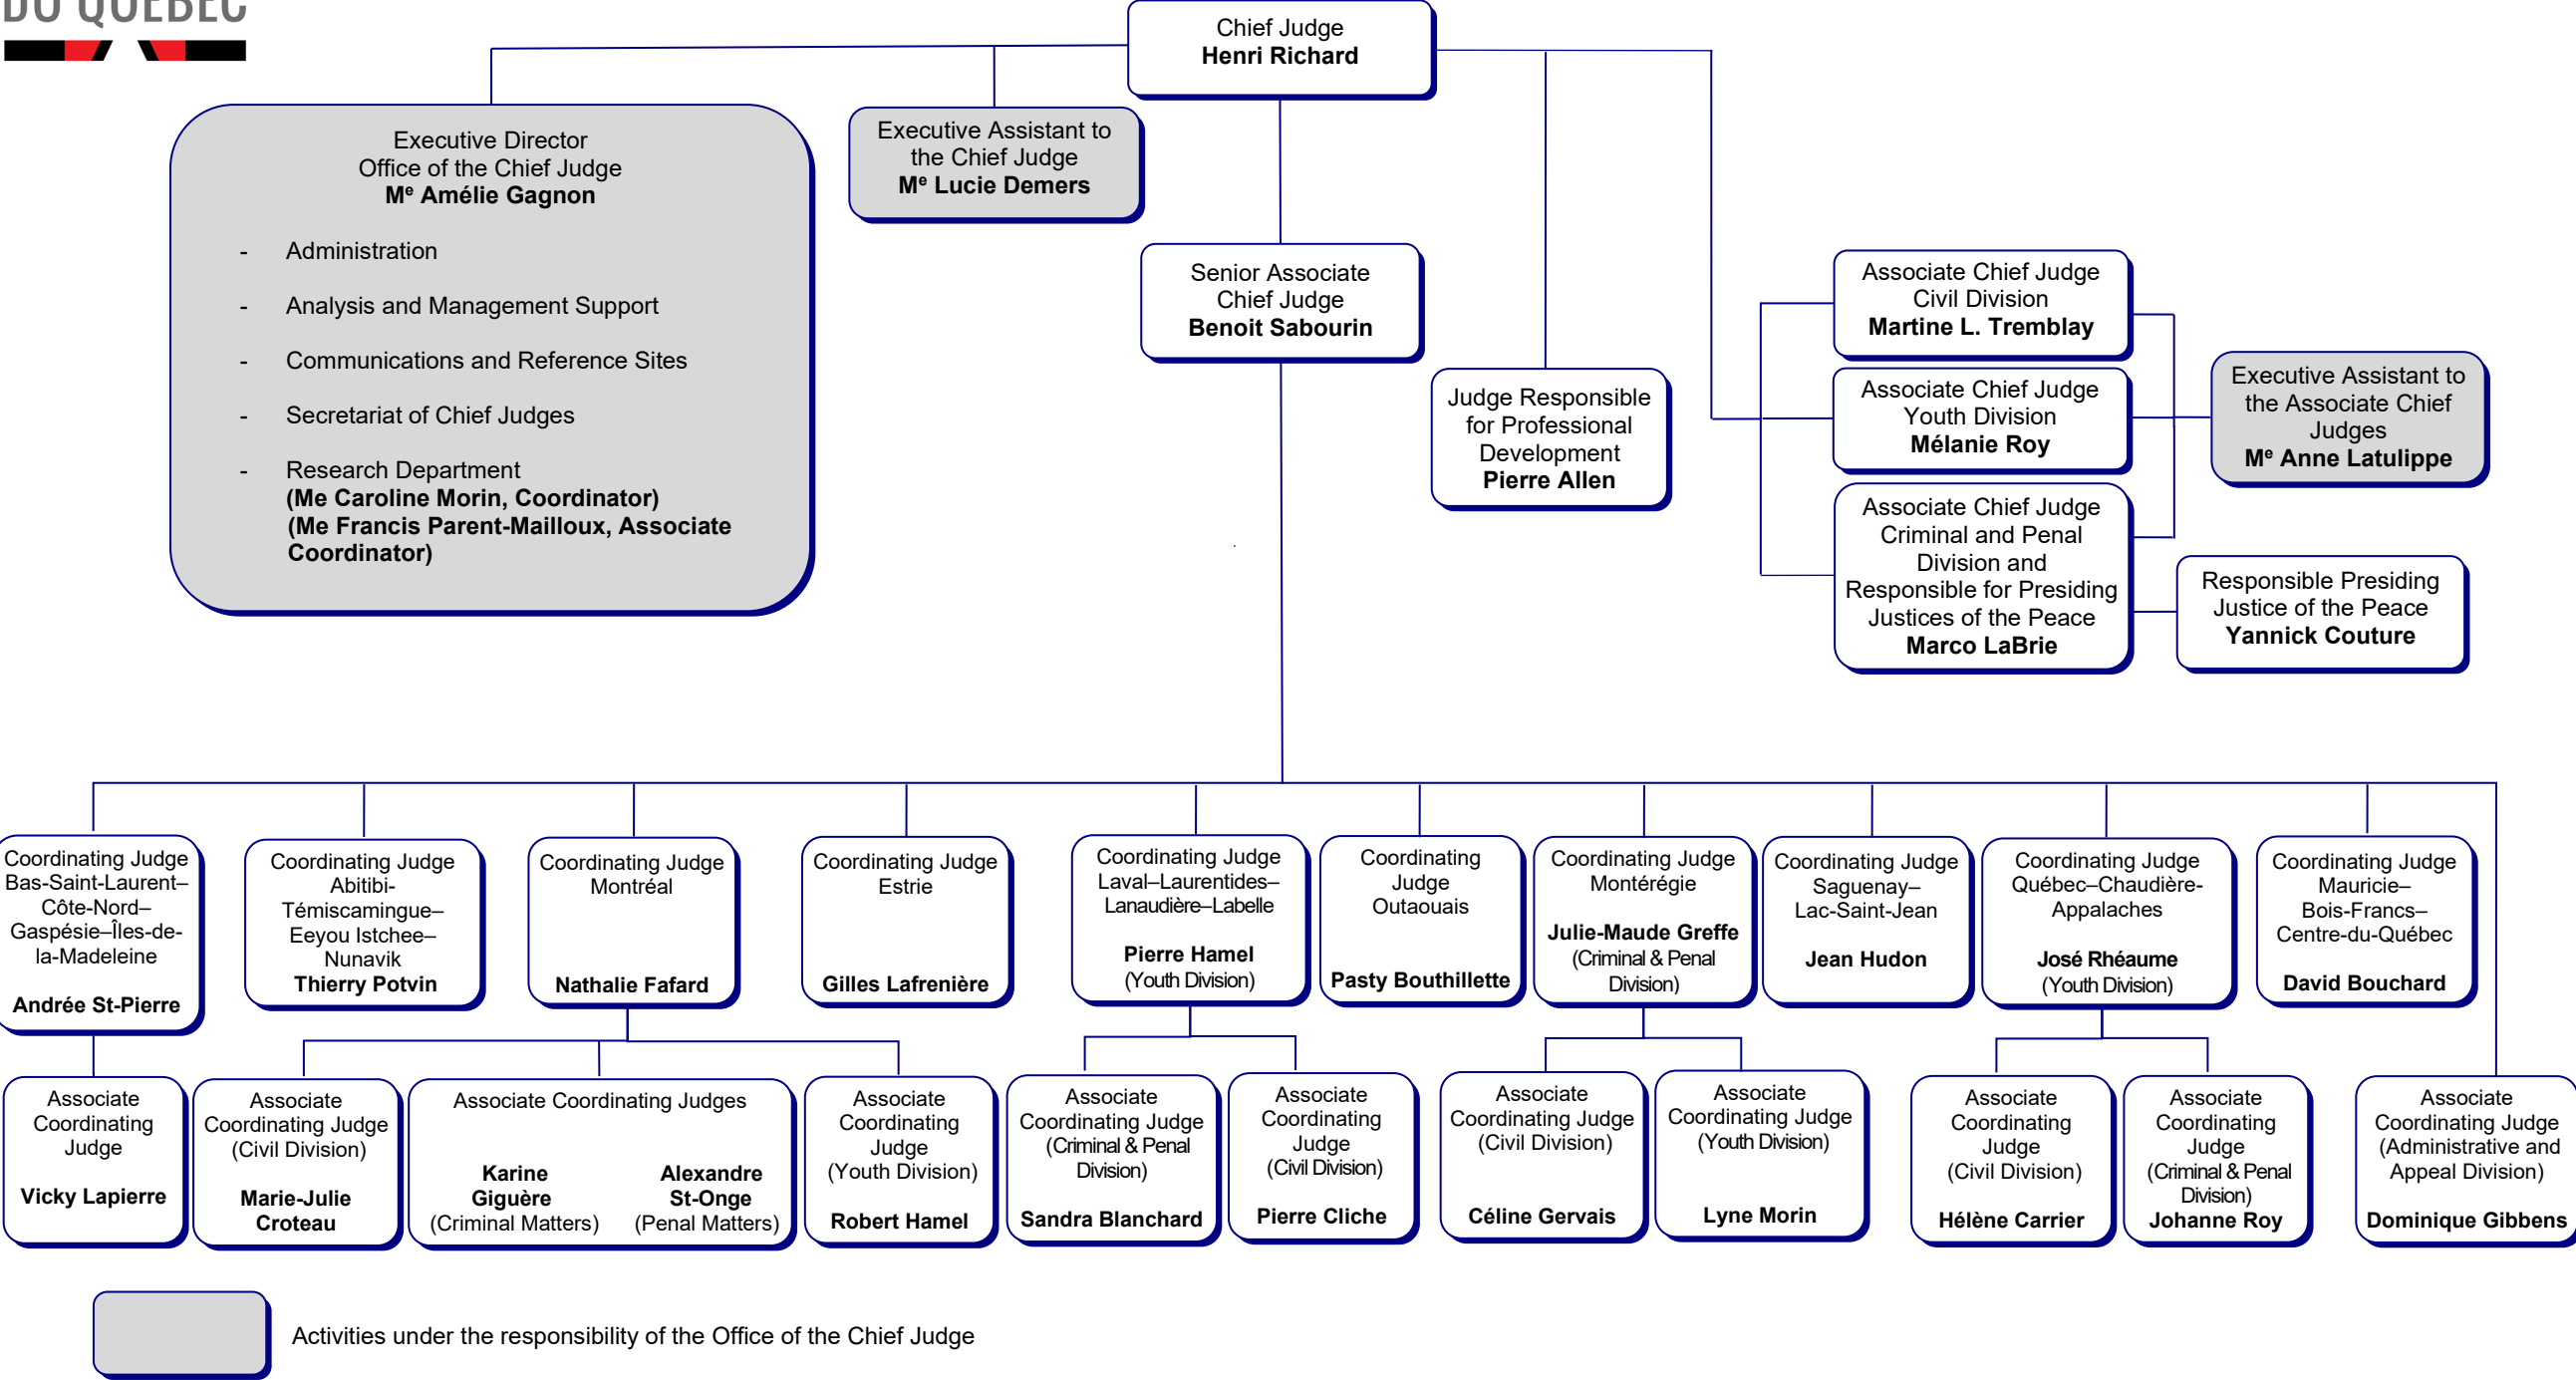 DU QUÉBEC
Chief Judge
Henri Richard
Executive Director
Office of the Chief Judge
Mᵉ Amélie Gagnon
- Administration
- Analysis and Management Support
- Communications and Reference Sites
- Secretariat of Chief Judges
- Research Department
(Me Caroline Morin, Coordinator)
(Me Francis Parent-Mailloux, Associate
Coordinator)
Executive Assistant to
the Chief Judge
Mᵉ Lucie Demers
Senior Associate
Chief Judge
Benoit Sabourin
Judge Responsible
for Professional
Development
Pierre Allen
Associate Chief Judge
Civil Division
Martine L. Tremblay
Associate Chief Judge
Youth Division
Mélanie Roy
Associate Chief Judge
Criminal and Penal
Division and
Responsible for Presiding
Justices of the Peace
Marco LaBrie
Executive Assistant to
the Associate Chief
Judges
Mᵉ Anne Latulippe
Responsible Presiding
Justice of the Peace
Yannick Couture
Coordinating Judge
Bas-Saint-Laurent–
Côte-Nord–
Gaspésie–Îles-de-
la-Madeleine
Andrée St-Pierre
Coordinating Judge
Abitibi-
Témiscamingue–
Eeyou Istchee–
Nunavik
Thierry Potvin
Coordinating Judge
Montréal
Nathalie Fafard
Coordinating Judge
Estrie
Gilles Lafrenière
Coordinating Judge
Laval–Laurentides–
Lanaudière–Labelle
Pierre Hamel
(Youth Division)
Coordinating
Judge
Outaouais
Pasty Bouthillette
Coordinating Judge
Montérégie
Julie-Maude Greffe
(Criminal & Penal
Division)
Coordinating Judge
Saguenay–
Lac-Saint-Jean
Jean Hudon
Coordinating Judge
Québec–Chaudière-
Appalaches
José Rhéaume
(Youth Division)
Coordinating Judge
Mauricie–
Bois-Francs–
Centre-du-Québec
David Bouchard
Associate
Coordinating
Judge
Vicky Lapierre
Associate
Coordinating Judge
(Civil Division)
Marie-Julie
Croteau
Associate Coordinating Judges
Karine
Giguère
(Criminal Matters)
Alexandre
St-Onge
(Penal Matters)
Associate
Coordinating
Judge
(Youth Division)
Robert Hamel
Associate
Coordinating Judge
(Criminal & Penal
Division)
Sandra Blanchard
Associate
Coordinating
Judge
(Civil Division)
Pierre Cliche
Associate
Coordinating Judge
(Civil Division)
Céline Gervais
Associate
Coordinating Judge
(Youth Division)
Lyne Morin
Associate
Coordinating
Judge
(Civil Division)
Hélène Carrier
Associate
Coordinating
Judge
(Criminal & Penal
Division)
Johanne Roy
Associate
Coordinating Judge
(Administrative and
Appeal Division)
Dominique Gibbens
Activities under the responsibility of the Office of the Chief Judge